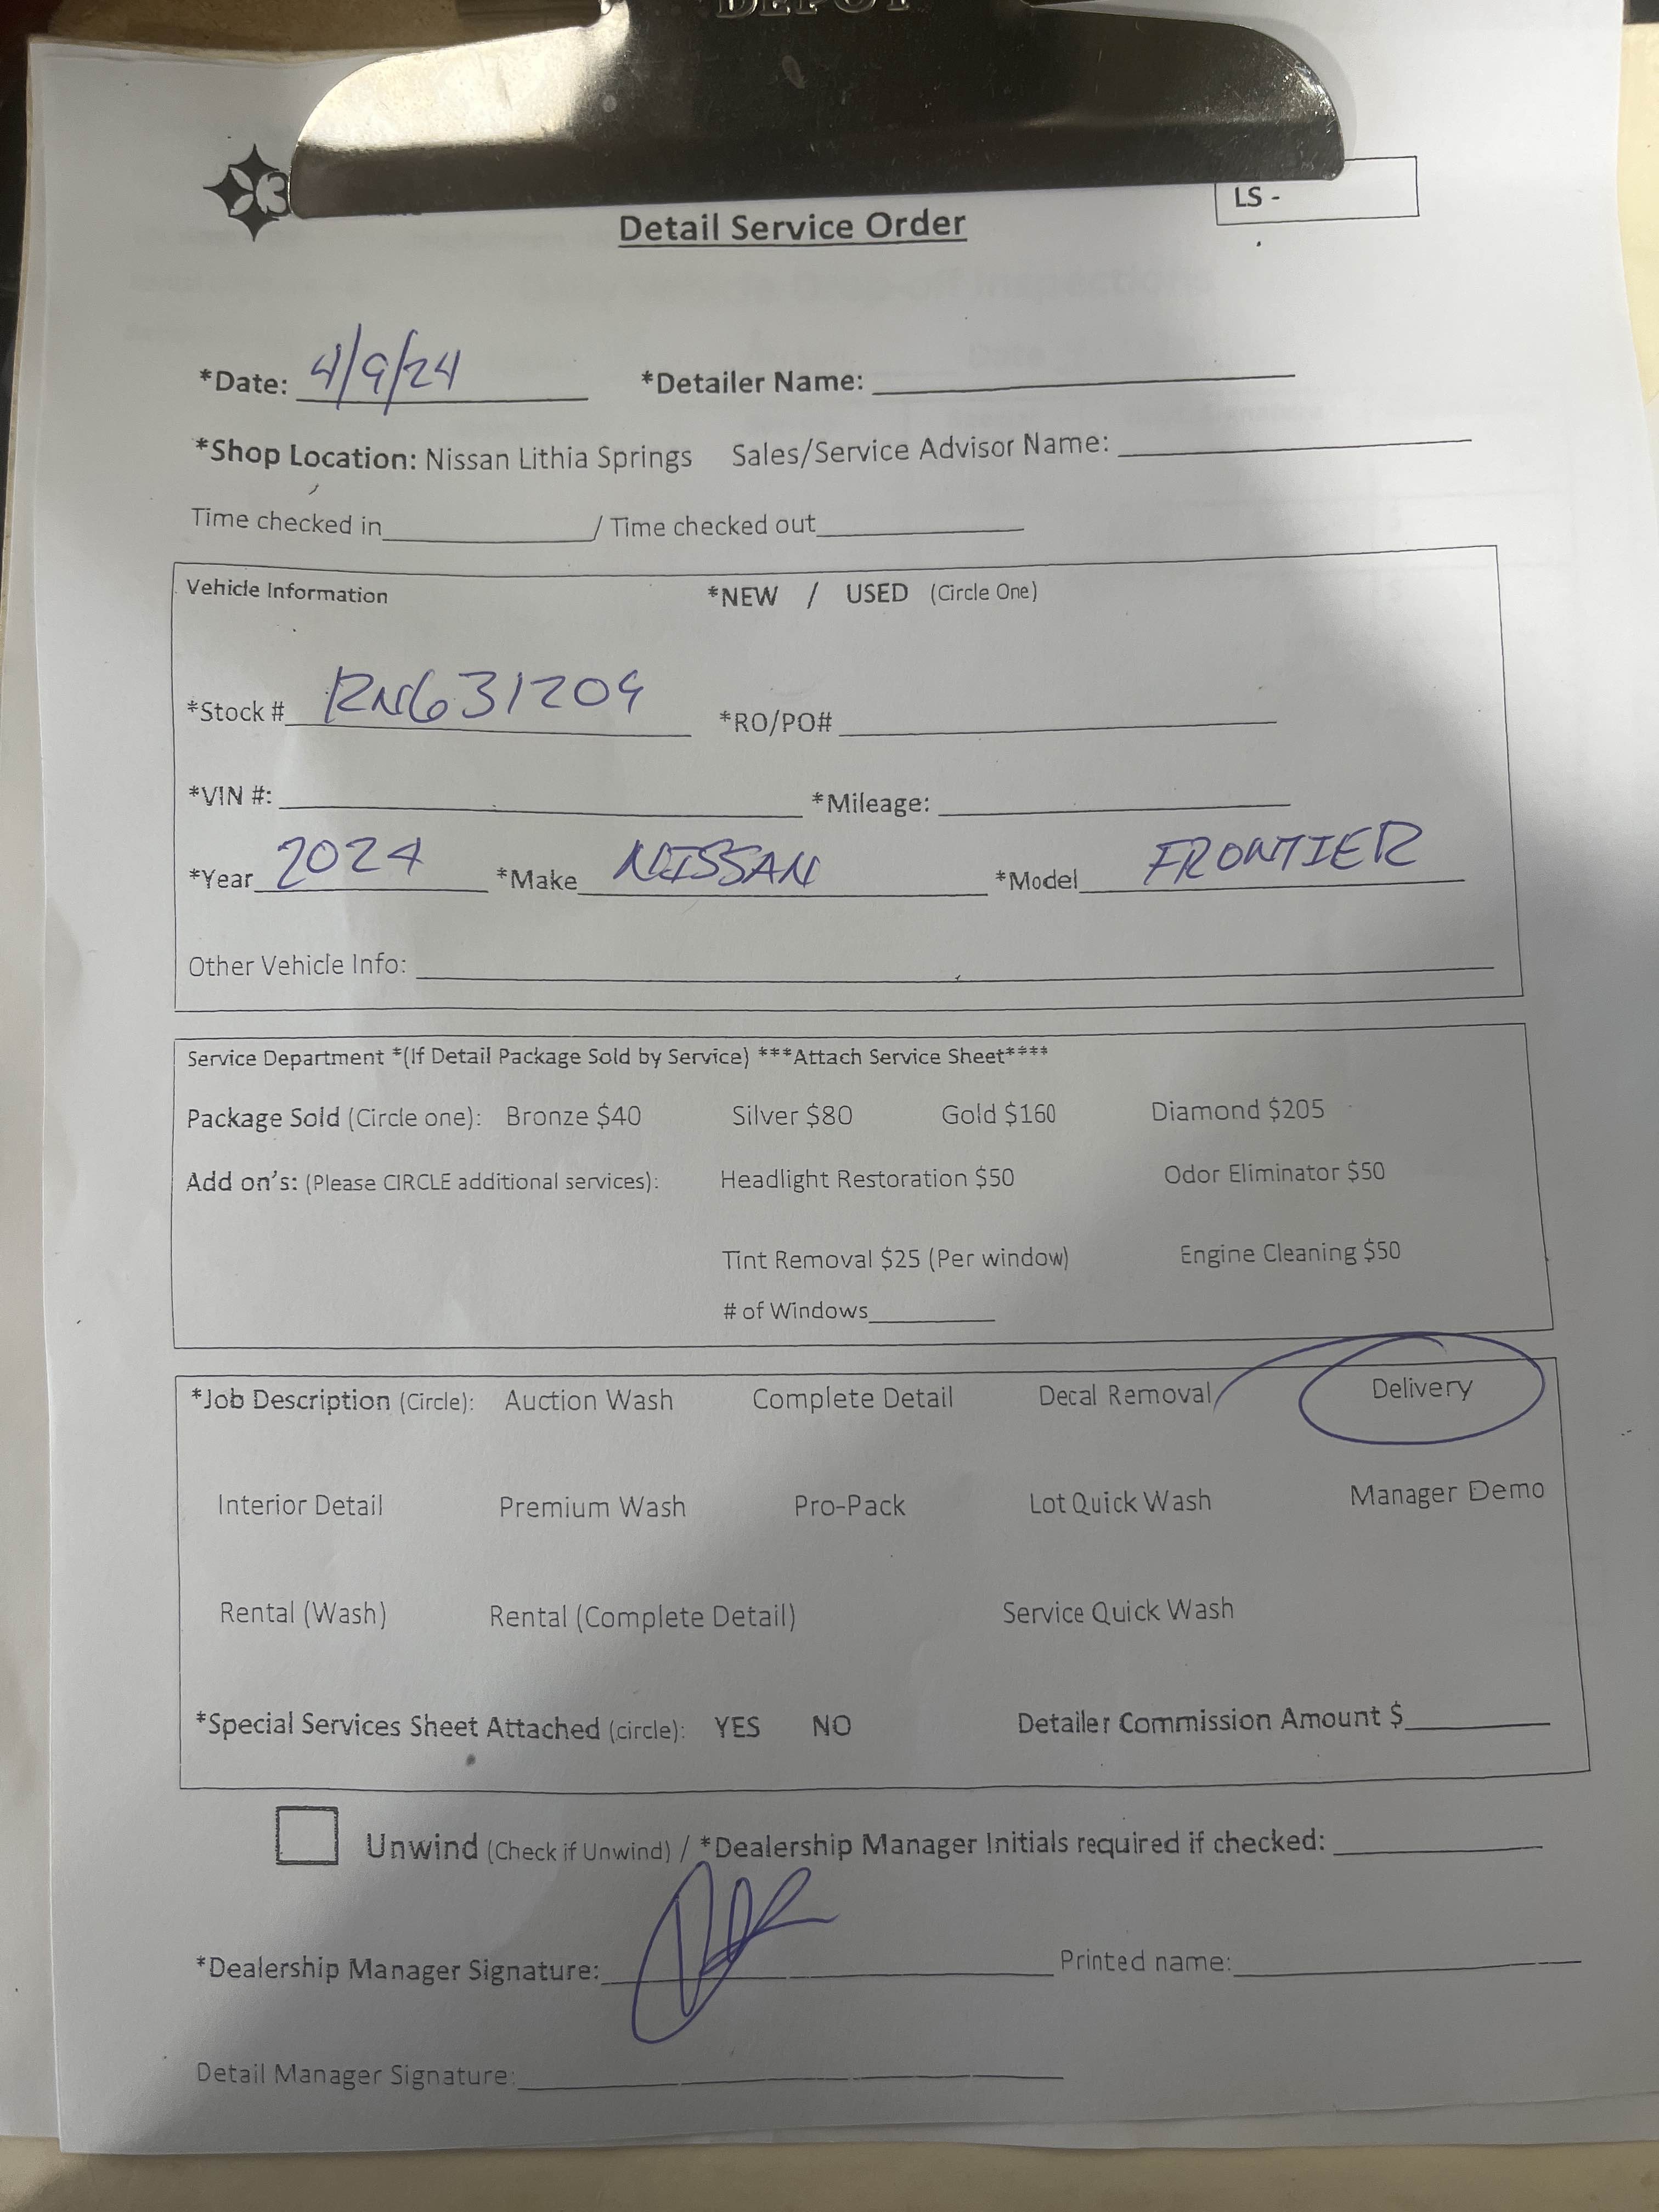 DEPOT
LS -
Detail Service Order
*Date: 4/9/24 *Detailer Name:
*Shop Location: Nissan Lithia Springs Sales/Service Advisor Name:
Time checked in / Time checked out
Vehicle Information *NEW / USED (Circle One)
*Stock # RN631209 *RO/PO#
*VIN #: *Mileage:
*Year 2024 *Make NISSAN *Model FRONTIER
Other Vehicle Info:
Service Department *(If Detail Package Sold by Service) ***Attach Service Sheet****
Package Sold (Circle one): Bronze $40 Silver $80 Gold $160 Diamond $205
Add on's: (Please CIRCLE additional services): Headlight Restoration $50 Odor Eliminator $50
Tint Removal $25 (Per window) Engine Cleaning $50
# of Windows
*Job Description (Circle): Auction Wash Complete Detail Decal Removal Delivery
Interior Detail Premium Wash Pro-Pack Lot Quick Wash Manager Demo
Rental (Wash) Rental (Complete Detail) Service Quick Wash
*Special Services Sheet Attached (circle): YES NO Detailer Commission Amount $
Unwind (Check if Unwind) / *Dealership Manager Initials required if checked:
*Dealership Manager Signature: Printed name:
Detail Manager Signature: